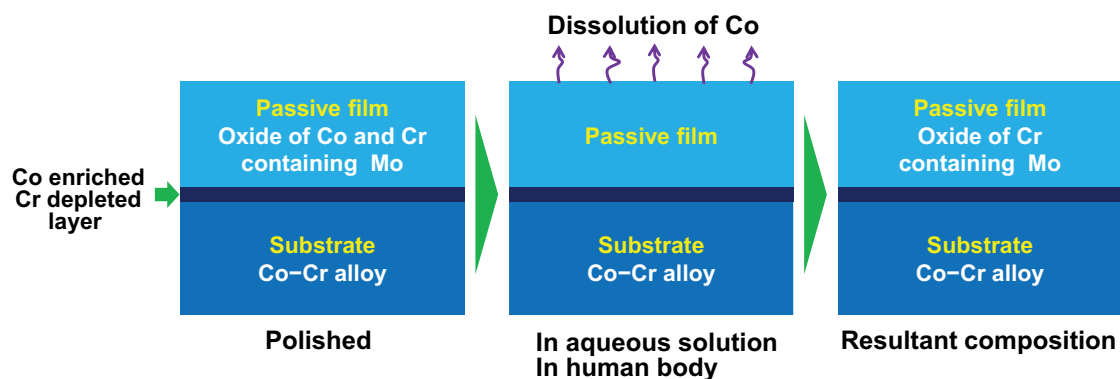 Dissolution of Co
Passive film
Oxide of Co and Cr
containing Mo
Co enriched
Cr depleted
layer
Substrate
Co−Cr alloy
Polished
Passive film
Substrate
Co−Cr alloy
In aqueous solution
In human body
Passive film
Oxide of Cr
containing Mo
Substrate
Co−Cr alloy
Resultant composition